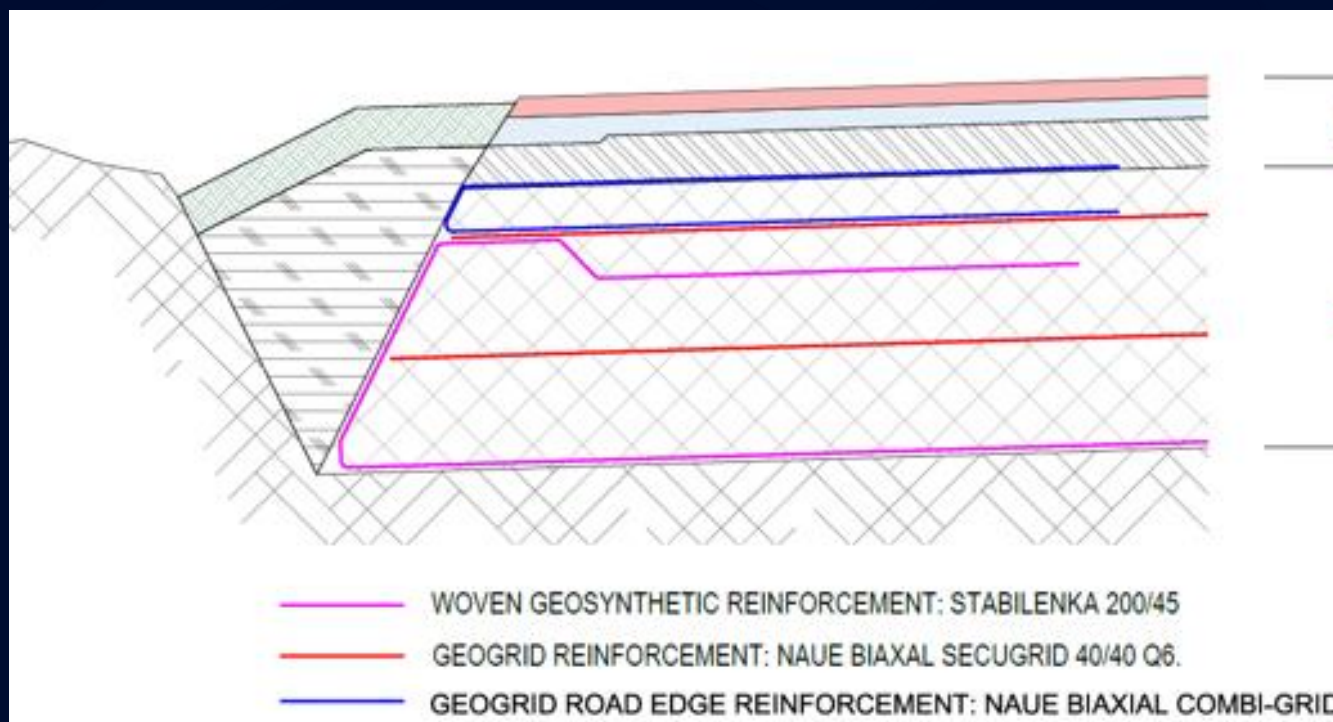 WOVEN GEOSYNTHETIC REINFORCEMENT: STABILENKA 200/45
GEOGRID REINFORCEMENT: NAUE BIAXAL SECUGRID 40/40 Q6.
GEOGRID ROAD EDGE REINFORCEMENT: NAUE BIAXIAL COMBI-GRID